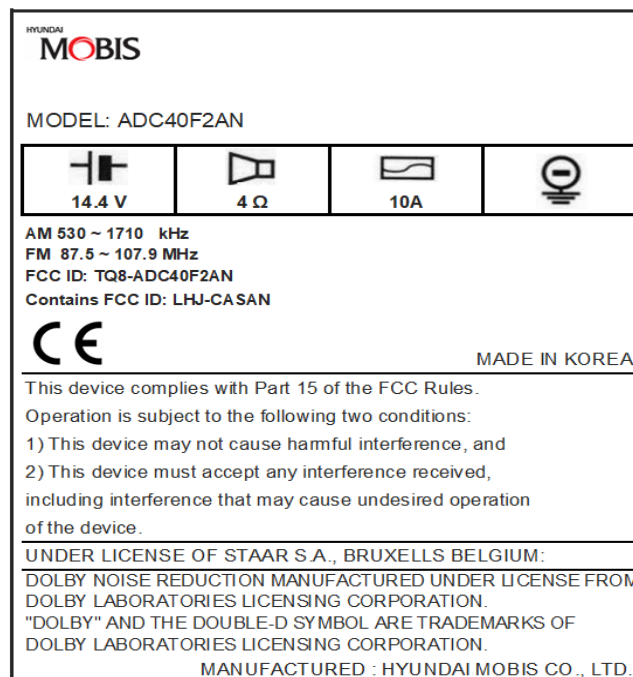 HYUNDAI
MOBIS
MODEL: ADC40F2AN
14.4 V 4 Ω 10A
AM 530 ~ 1710 kHz
FM 87.5 ~ 107.9 MHz
FCC ID: TQ8-ADC40F2AN
Contains FCC ID: LHJ-CASAN
CE
MADE IN KOREA
This device complies with Part 15 of the FCC Rules.
Operation is subject to the following two conditions:
1) This device may not cause harmful interference, and
2) This device must accept any interference received,
including interference that may cause undesired operation
of the device.
UNDER LICENSE OF STAAR S.A., BRUXELLS BELGIUM:
DOLBY NOISE REDUCTION MANUFACTURED UNDER LICENSE FROM
DOLBY LABORATORIES LICENSING CORPORATION.
"DOLBY" AND THE DOUBLE-D SYMBOL ARE TRADEMARKS OF
DOLBY LABORATORIES LICENSING CORPORATION.
MANUFACTURED : HYUNDAI MOBIS CO., LTD.